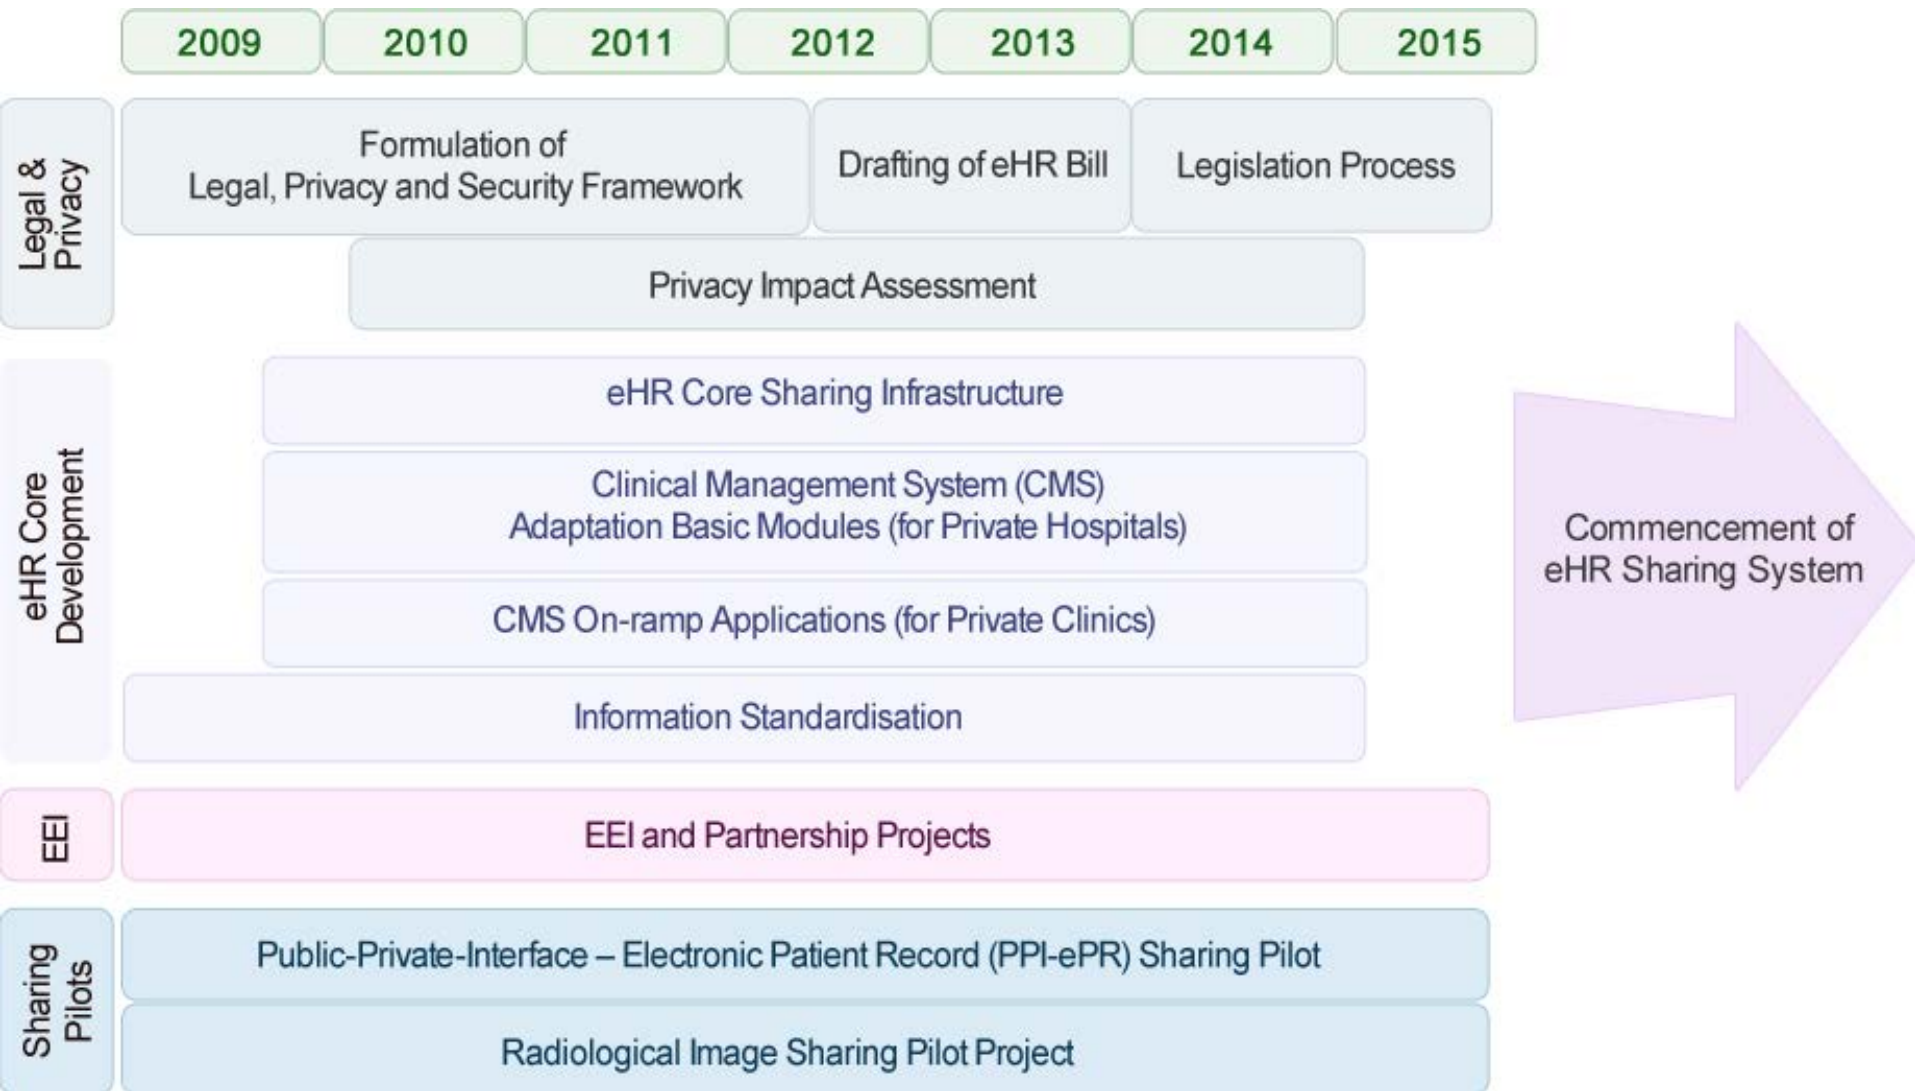 2009 2010 2011 2012 2013 2014 2015
Legal &
Privacy
Formulation of
Legal, Privacy and Security Framework
Drafting of eHR Bill
Legislation Process
Privacy Impact Assessment
eHR Core
Development
eHR Core Sharing Infrastructure
Clinical Management System (CMS)
Adaptation Basic Modules (for Private Hospitals)
CMS On-ramp Applications (for Private Clinics)
Information Standardisation
Commencement of
eHR Sharing System
EEI
EEI and Partnership Projects
Sharing
Pilots
Public-Private-Interface – Electronic Patient Record (PPI-ePR) Sharing Pilot
Radiological Image Sharing Pilot Project